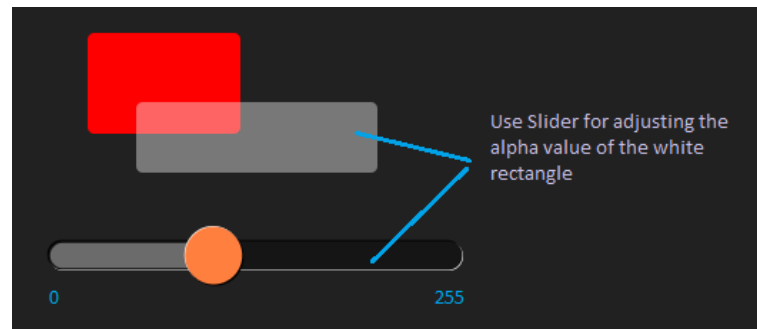 Use Slider for adjusting the
alpha value of the white
rectangle
0
255